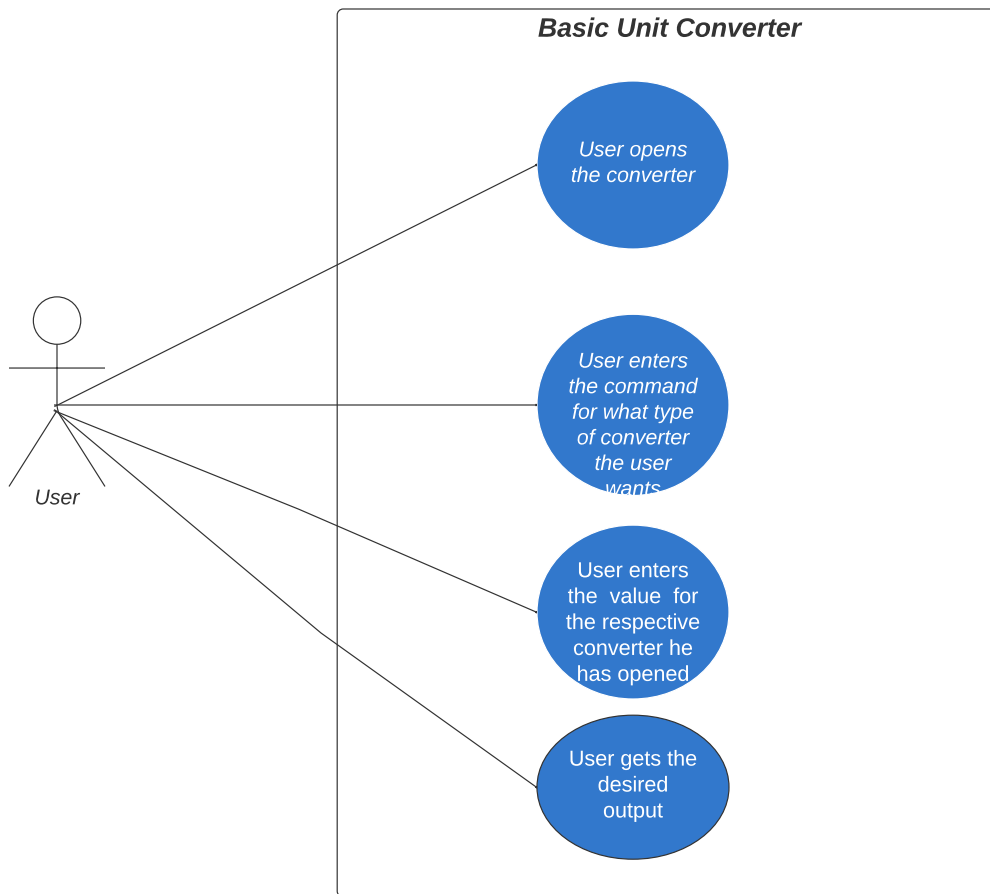 Basic Unit Converter
User opens
the converter
User enters
the command
for what type
of converter
the user
wants
User
User enters
the value for
the respective
converter he
has opened
User gets the
desired
output